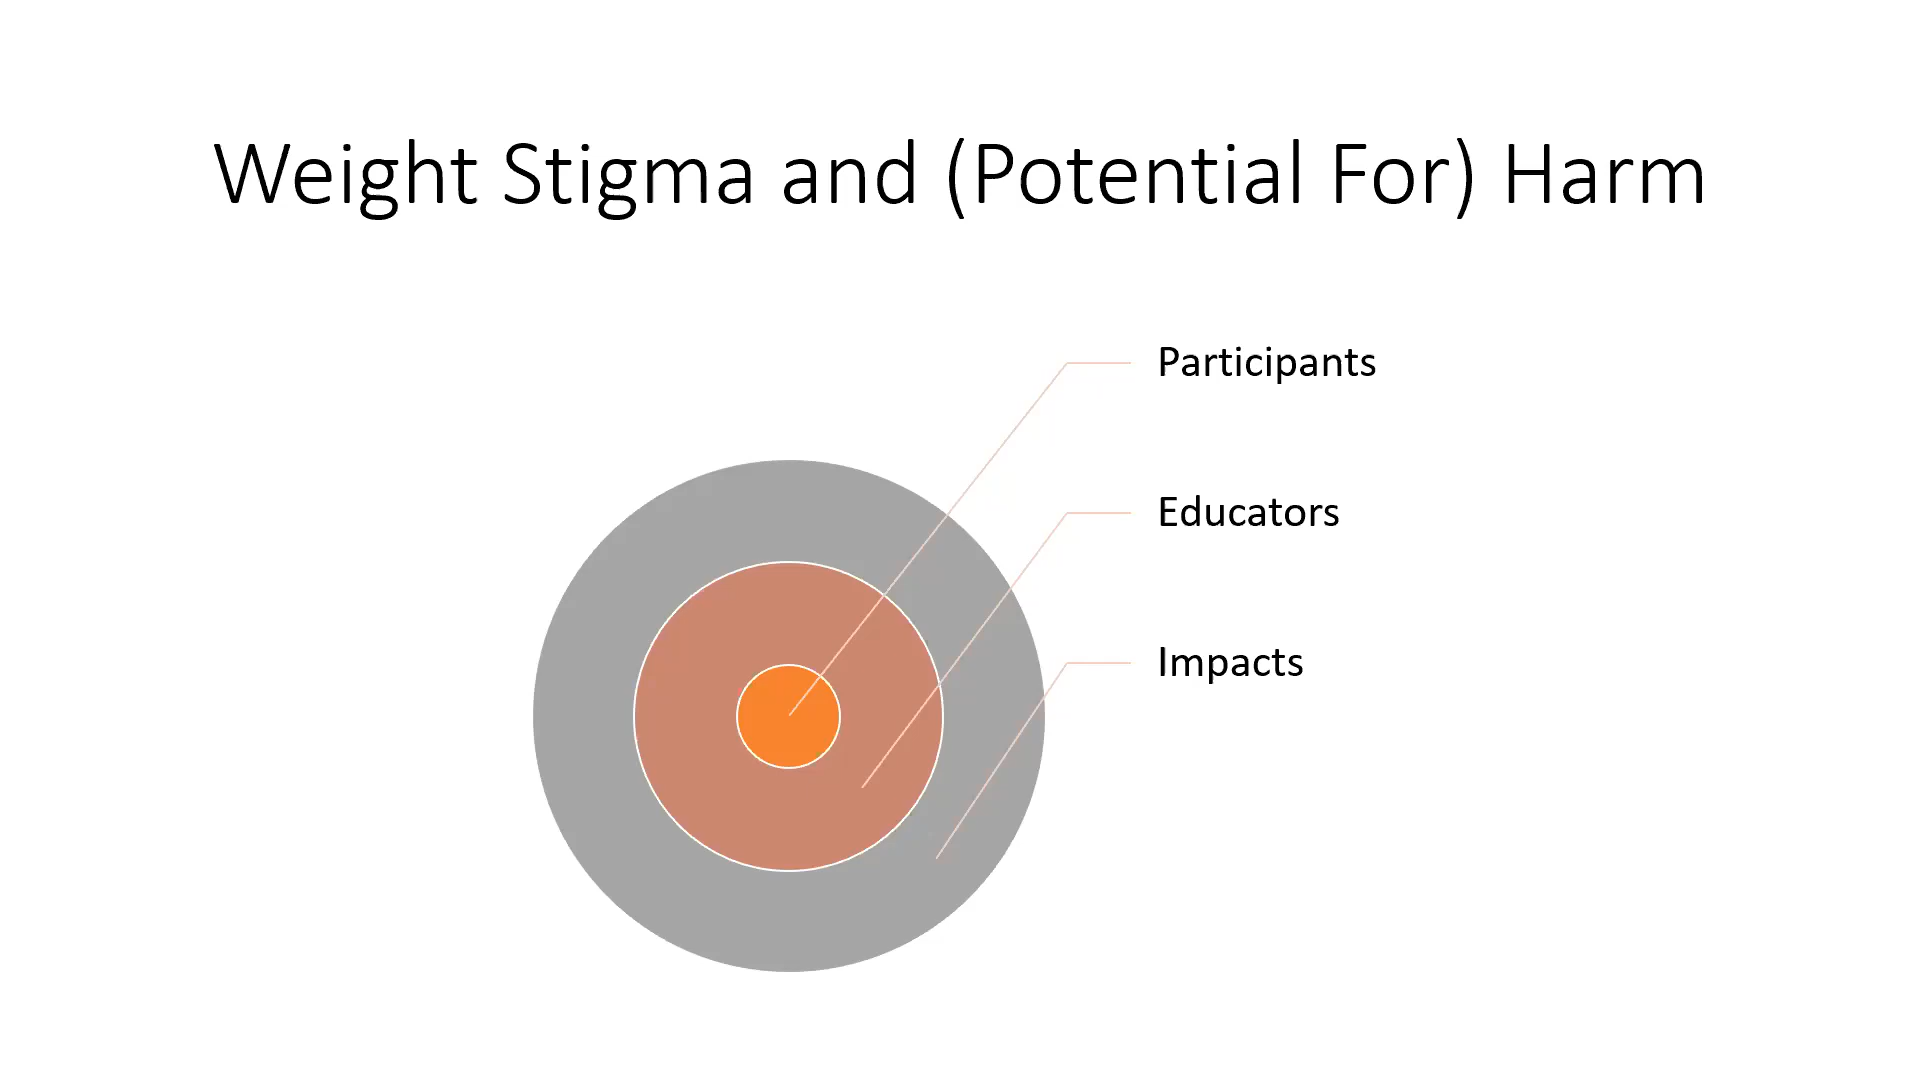 Weight Stigma and (Potential For) Harm
Participants
Educators
Impacts